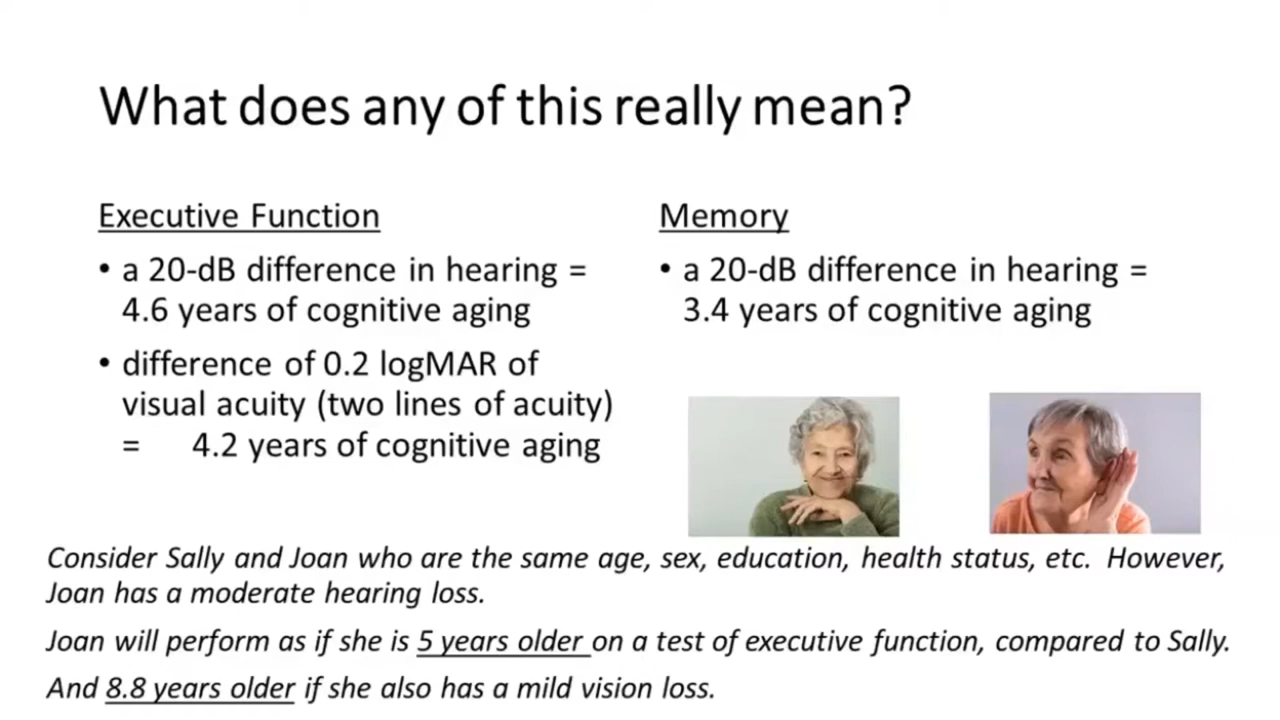 What does any of this really mean?
Executive Function
• a 20-dB difference in hearing =
4.6 years of cognitive aging
• difference of 0.2 logMAR of
visual acuity (two lines of acuity)
= 4.2 years of cognitive aging
Memory
• a 20-dB difference in hearing =
3.4 years of cognitive aging
Consider Sally and Joan who are the same age, sex, education, health status, etc. However,
Joan has a moderate hearing loss.
Joan will perform as if she is 5 years older on a test of executive function, compared to Sally.
And 8.8 years older if she also has a mild vision loss.